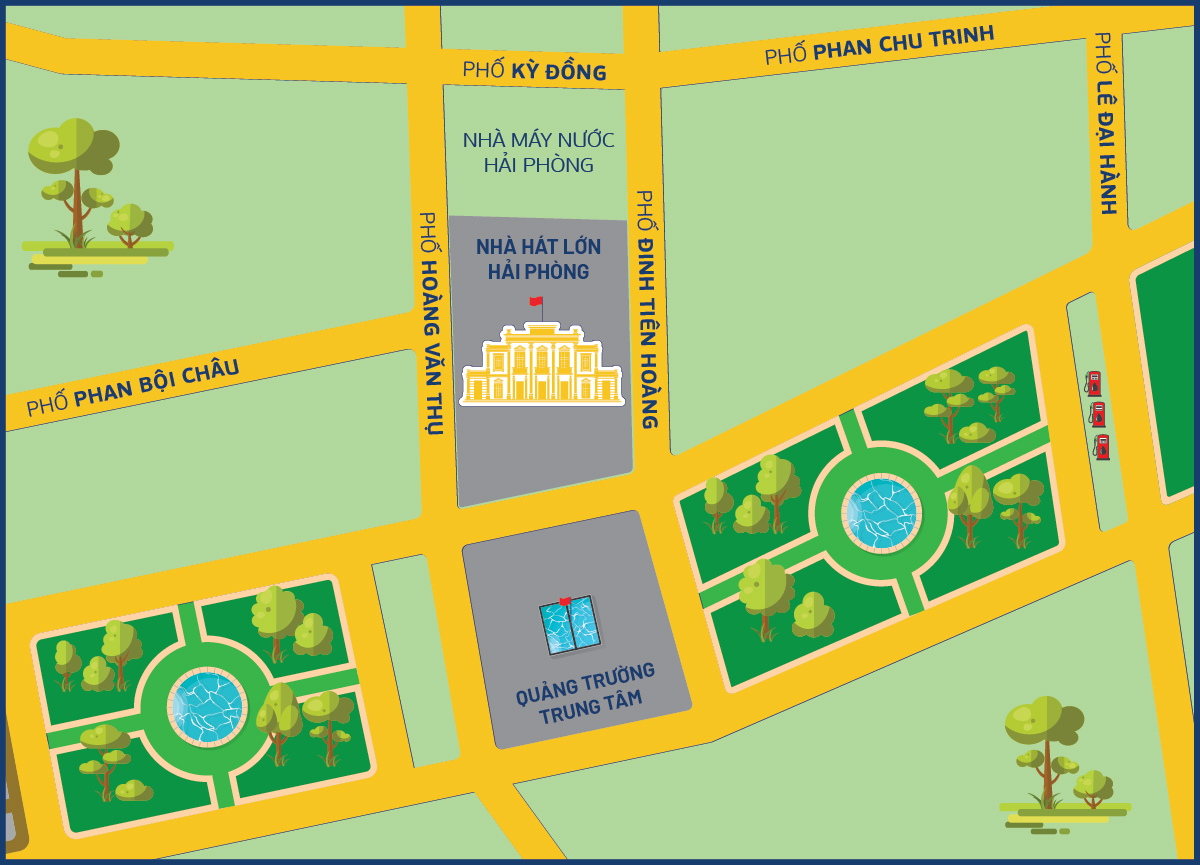 PHỐ PHAN CHU TRINH
PHỐ KỲ ĐỒNG
PHỐ LÊ ĐẠI HÀNH
NHÀ MÁY NƯỚC
HẢI PHÒNG
PHỐ HOÀNG VĂN THỤ
NHÀ HÁT LỚN
HẢI PHÒNG
PHỐ ĐINH TIÊN HOÀNG
PHỐ PHAN BỘI CHÂU
QUẢNG TRƯỜNG
TRUNG TÂM